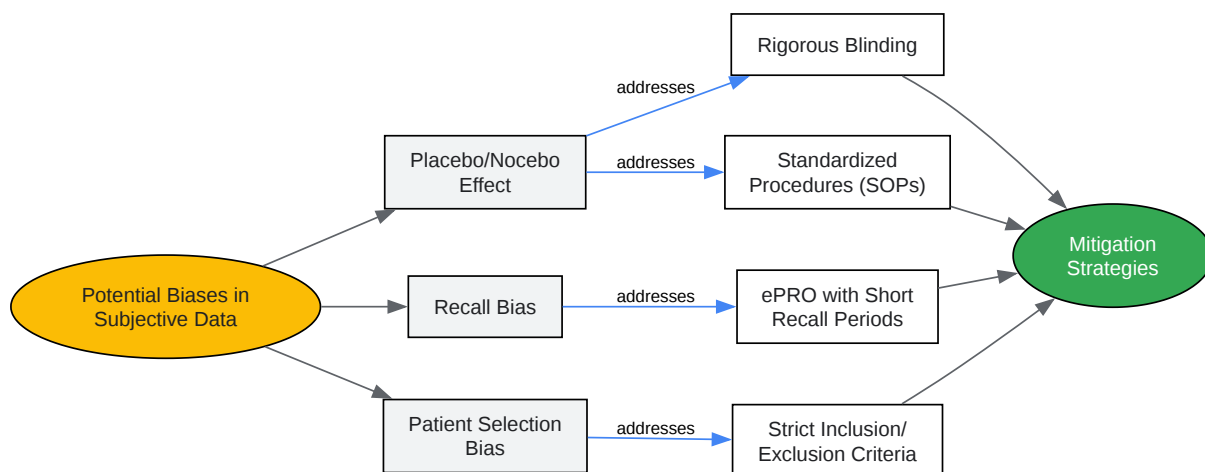 Rigorous Blinding
addresses
Placebo/Nocebo
Effect
addresses
Standardized
Procedures (SOPs)
Mitigation
Strategies
Potential Biases in
Subjective Data
Recall Bias
addresses
ePRO with Short
Recall Periods
Patient Selection
Bias
addresses
Strict Inclusion/
Exclusion Criteria